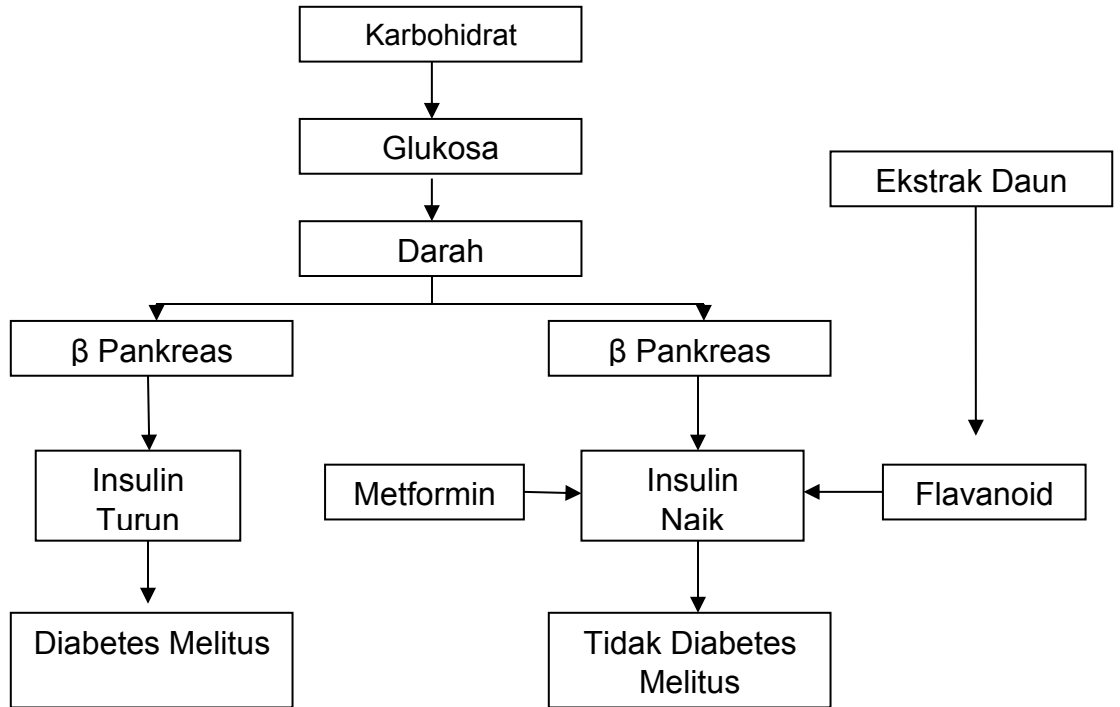 Karbohidrat
Glukosa
Ekstrak Daun
Darah
β Pankreas
β Pankreas
Insulin
Turun
Metformin
Insulin
Naik
Flavanoid
Diabetes Melitus
Tidak Diabetes
Melitus